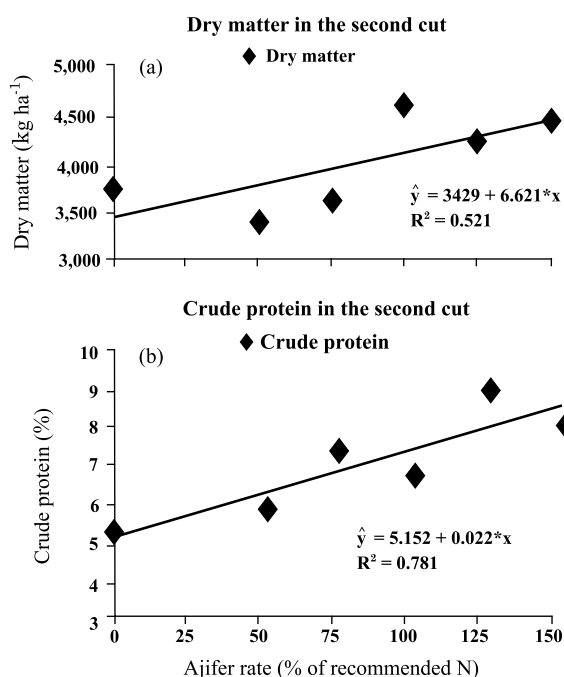 Dry matter in the second cut
(a)
◆ Dry matter
Dry matter (kg ha⁻¹)
5,000
4,500
4,000
3,500
3,000
ŷ = 3429 + 6.621*x
R² = 0.521
Crude protein in the second cut
(b)
◆ Crude protein
Crude protein (%)
10
9
8
7
6
5
4
3
ŷ = 5.152 + 0.022*x
R² = 0.781
0 25 50 75 100 125 150
Ajifer rate (% of recommended N)